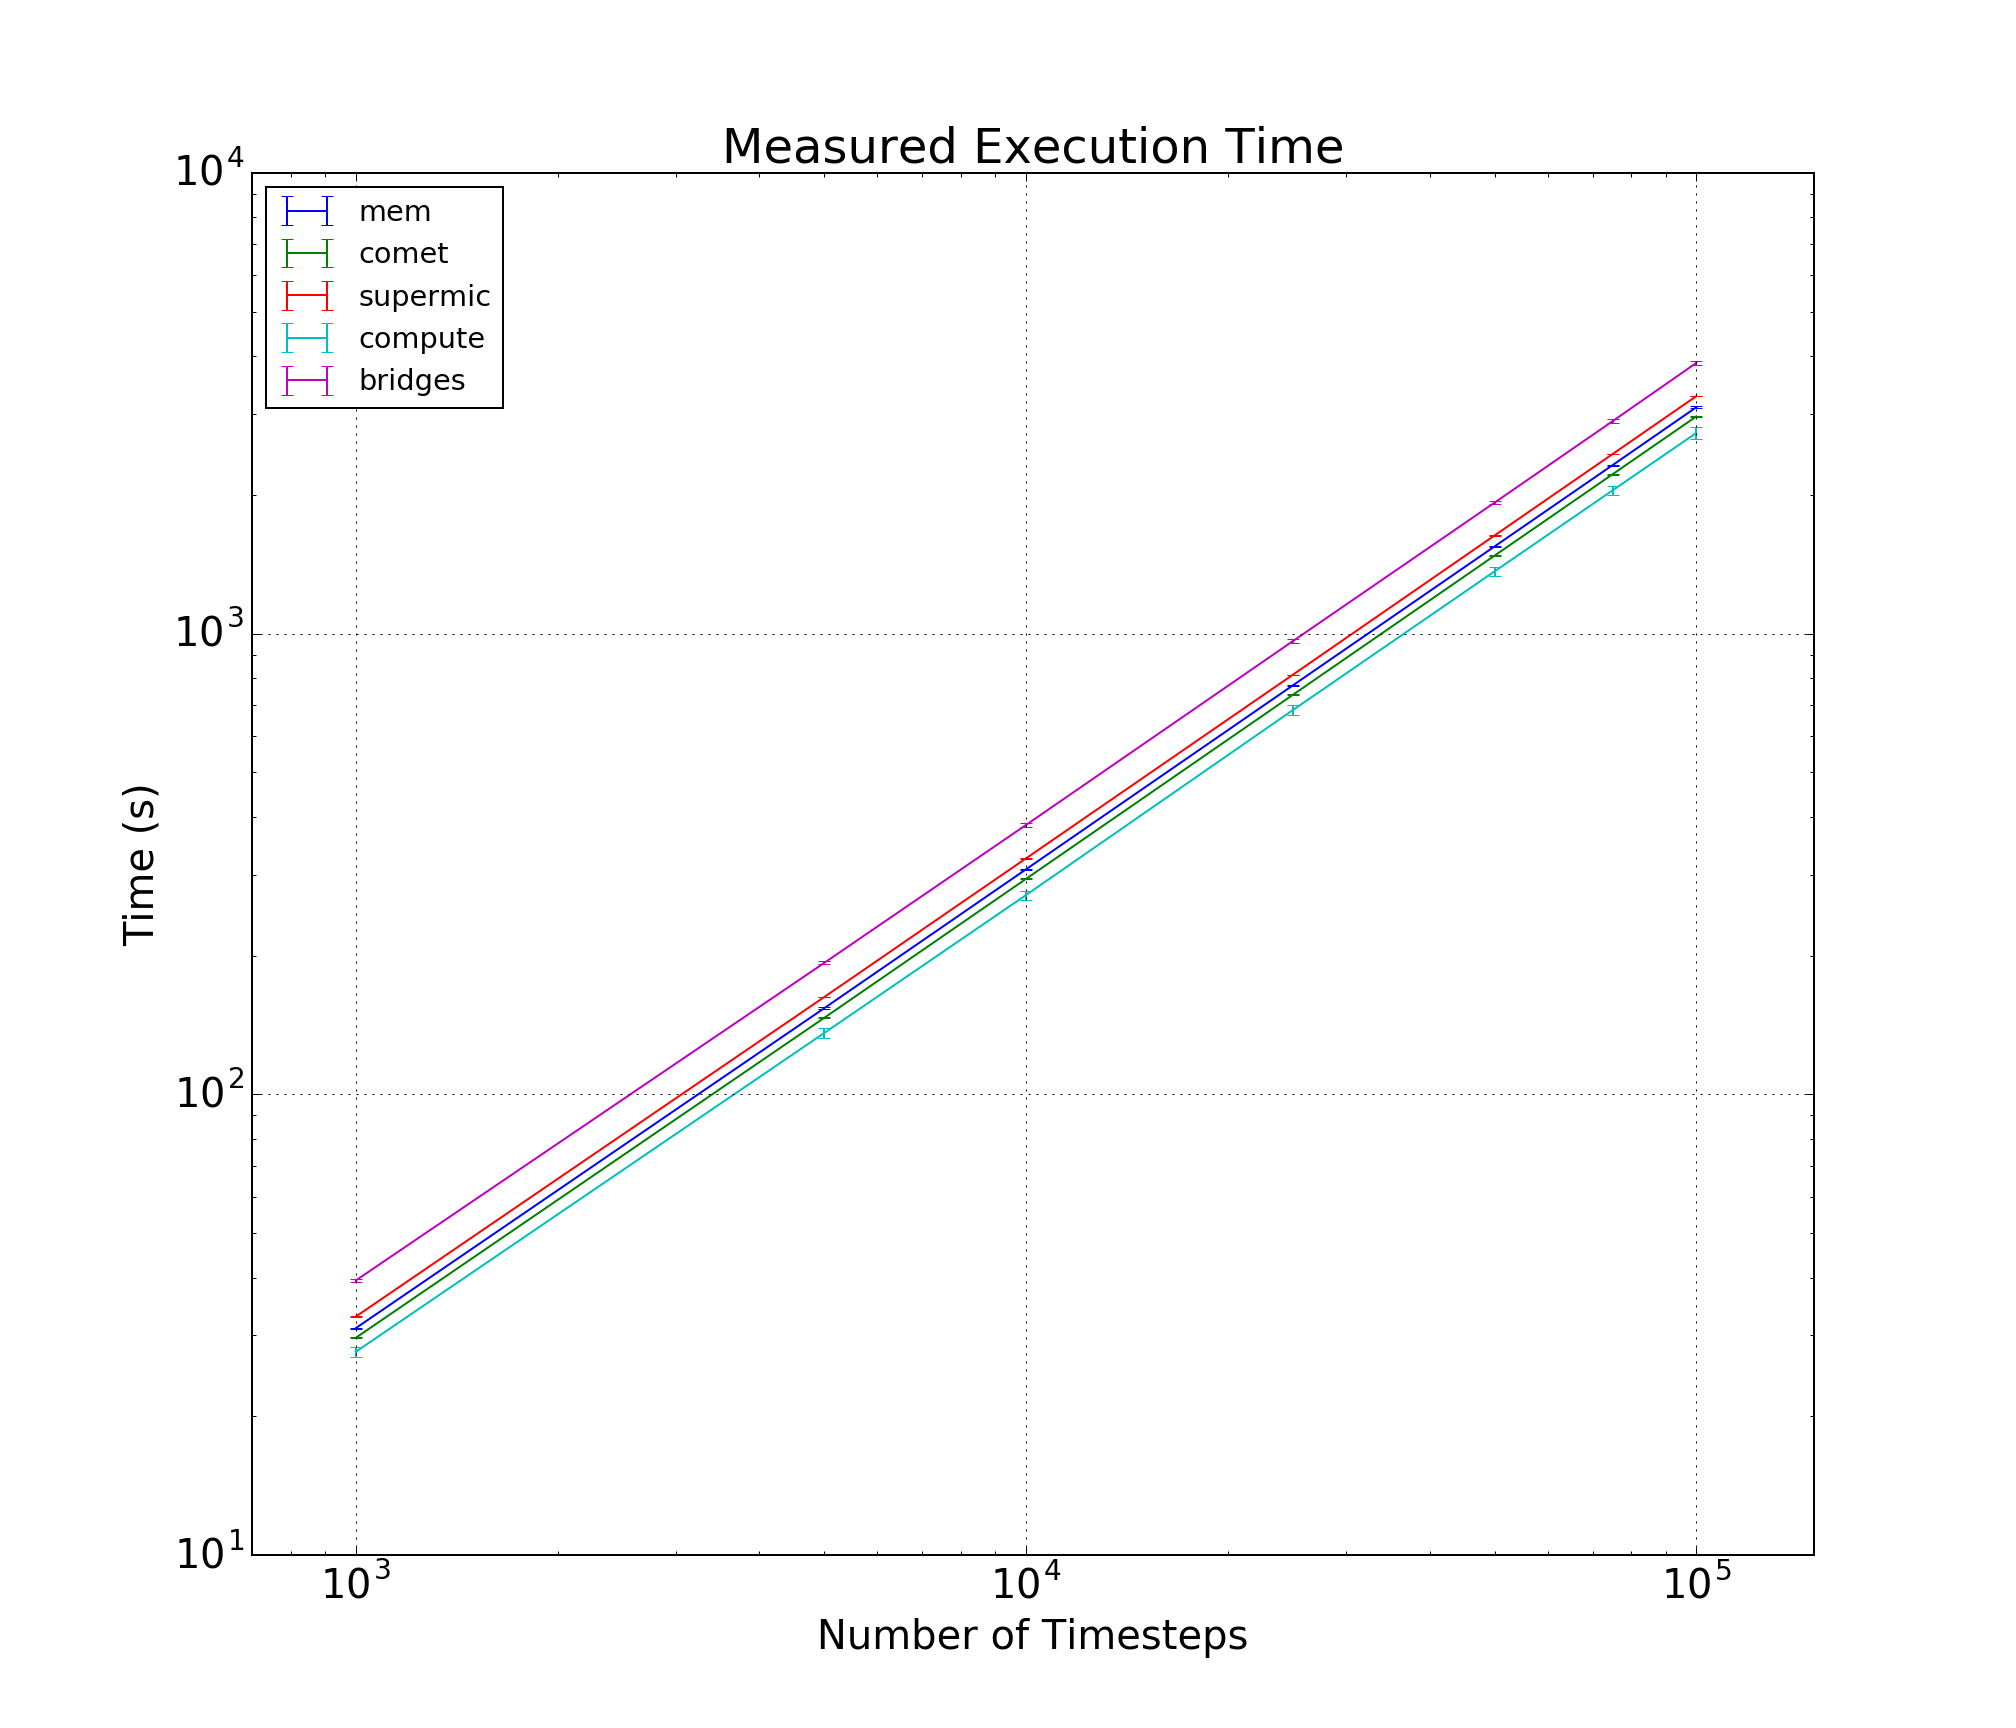 Measured Execution Time
10^4
10^3
10^2
10^1
Time (s)
mem
comet
supermic
compute
bridges
10^3 10^4 10^5
Number of Timesteps